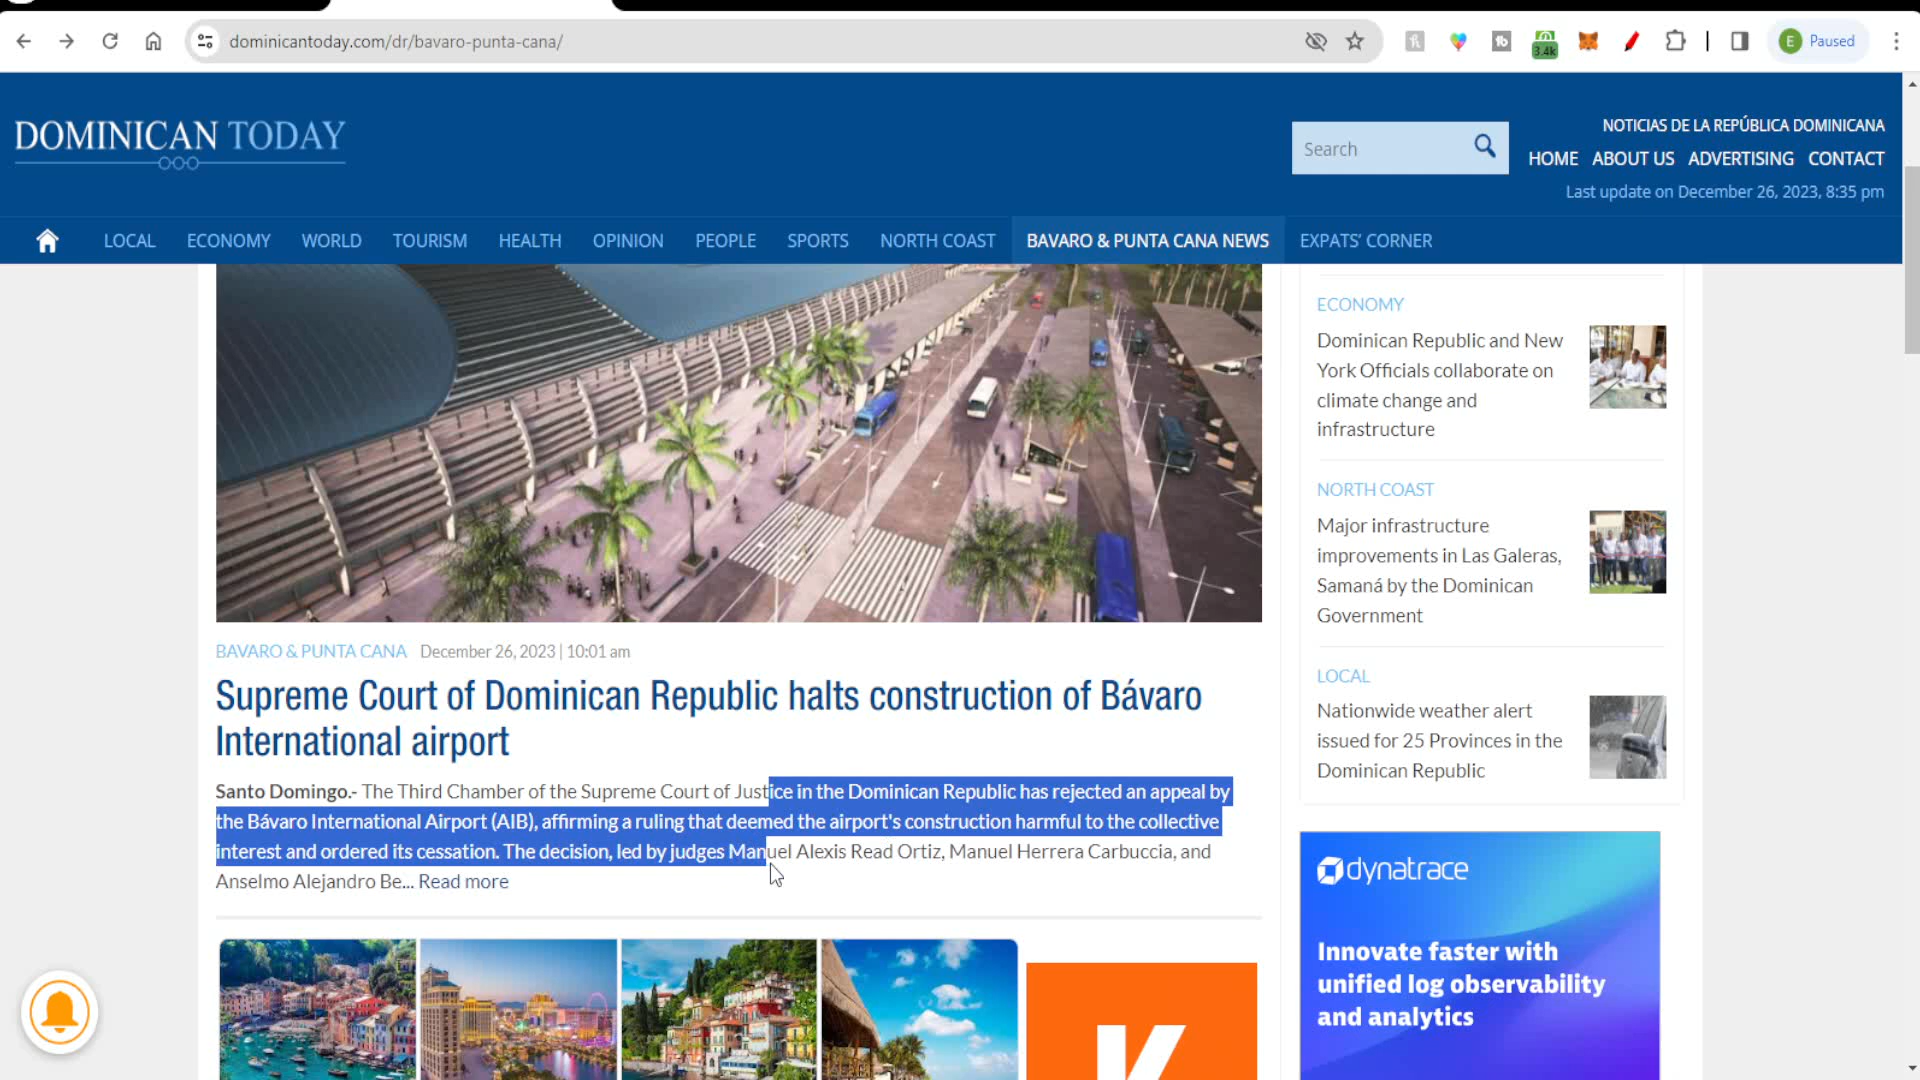 dominicantoday.com/dr/bavaro-punta-cana/
3.4k
E Paused
DOMINICAN TODAY
Search
NOTICIAS DE LA REPÚBLICA DOMINICANA
HOME ABOUT US ADVERTISING CONTACT
Last update on December 26, 2023, 8:35 pm
LOCAL ECONOMY WORLD TOURISM HEALTH OPINION PEOPLE SPORTS NORTH COAST BAVARO & PUNTA CANA NEWS EXPATS' CORNER
BAVARO & PUNTA CANA December 26, 2023 | 10:01 am
Supreme Court of Dominican Republic halts construction of Bávaro
International airport
Santo Domingo.- The Third Chamber of the Supreme Court of Justice in the Dominican Republic has rejected an appeal by
the Bávaro International Airport (AIB), affirming a ruling that deemed the airport's construction harmful to the collective
interest and ordered its cessation. The decision, led by judges Manuel Alexis Read Ortiz, Manuel Herrera Carbuccia, and
Anselmo Alejandro Be... Read more
ECONOMY
Dominican Republic and New
York Officials collaborate on
climate change and
infrastructure
NORTH COAST
Major infrastructure
improvements in Las Galeras,
Samaná by the Dominican
Government
LOCAL
Nationwide weather alert
issued for 25 Provinces in the
Dominican Republic
dynatrace
Innovate faster with
unified log observability
and analytics